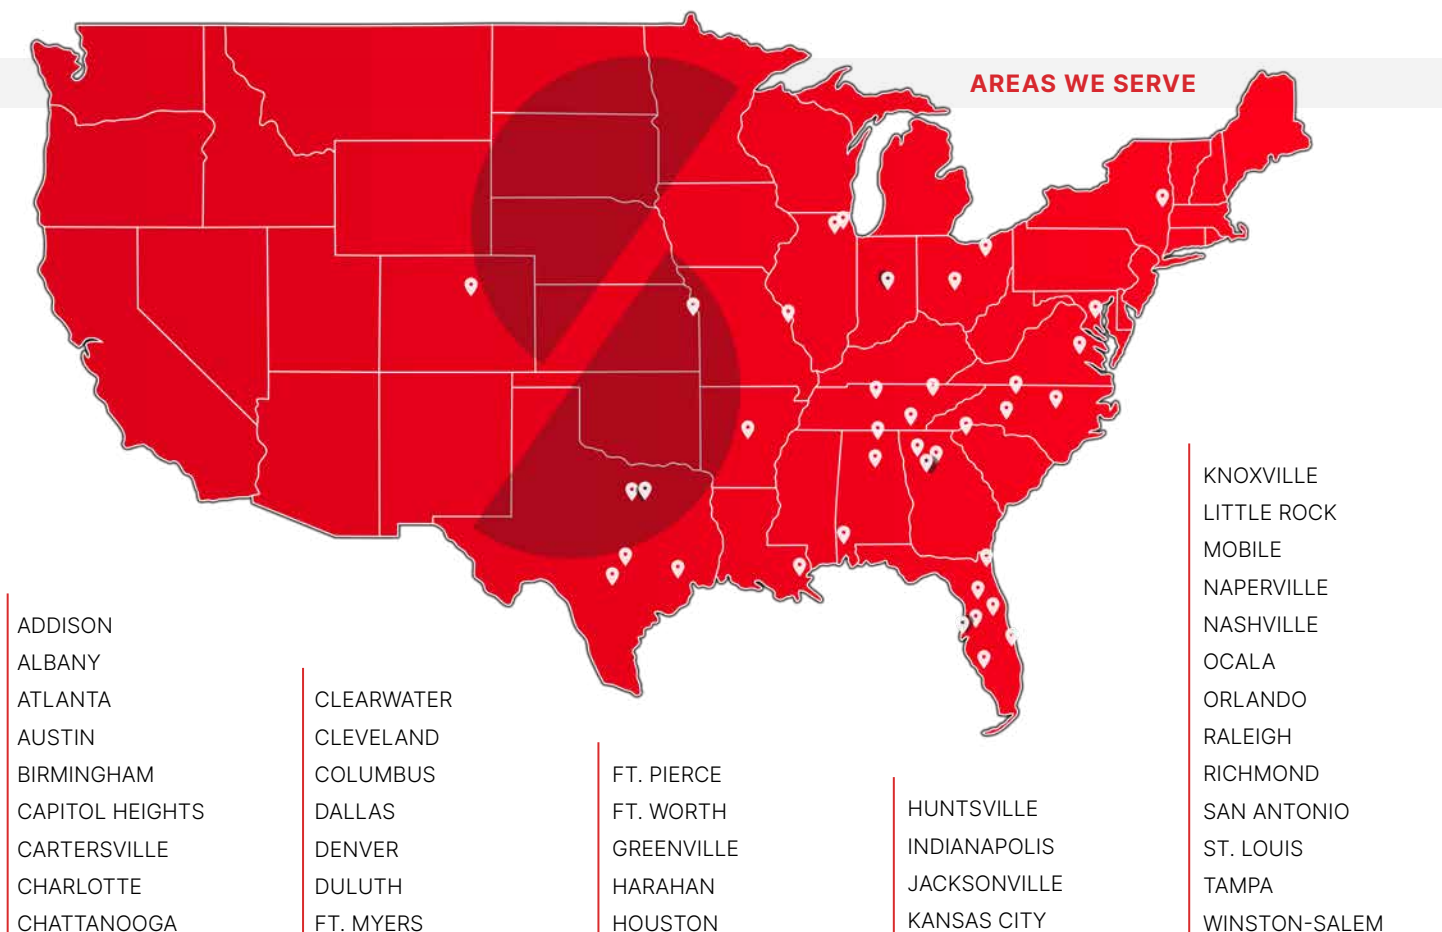 AREAS WE SERVE
ADDISON
ALBANY
ATLANTA
AUSTIN
BIRMINGHAM
CAPITOL HEIGHTS
CARTERSVILLE
CHARLOTTE
CHATTANOOGA
CLEARWATER
CLEVELAND
COLUMBUS
DALLAS
DENVER
DULUTH
FT. MYERS
FT. PIERCE
FT. WORTH
GREENVILLE
HARAHAN
HOUSTON
HUNTSVILLE
INDIANAPOLIS
JACKSONVILLE
KANSAS CITY
KNOXVILLE
LITTLE ROCK
MOBILE
NAPERVILLE
NASHVILLE
OCALA
ORLANDO
RALEIGH
RICHMOND
SAN ANTONIO
ST. LOUIS
TAMPA
WINSTON-SALEM